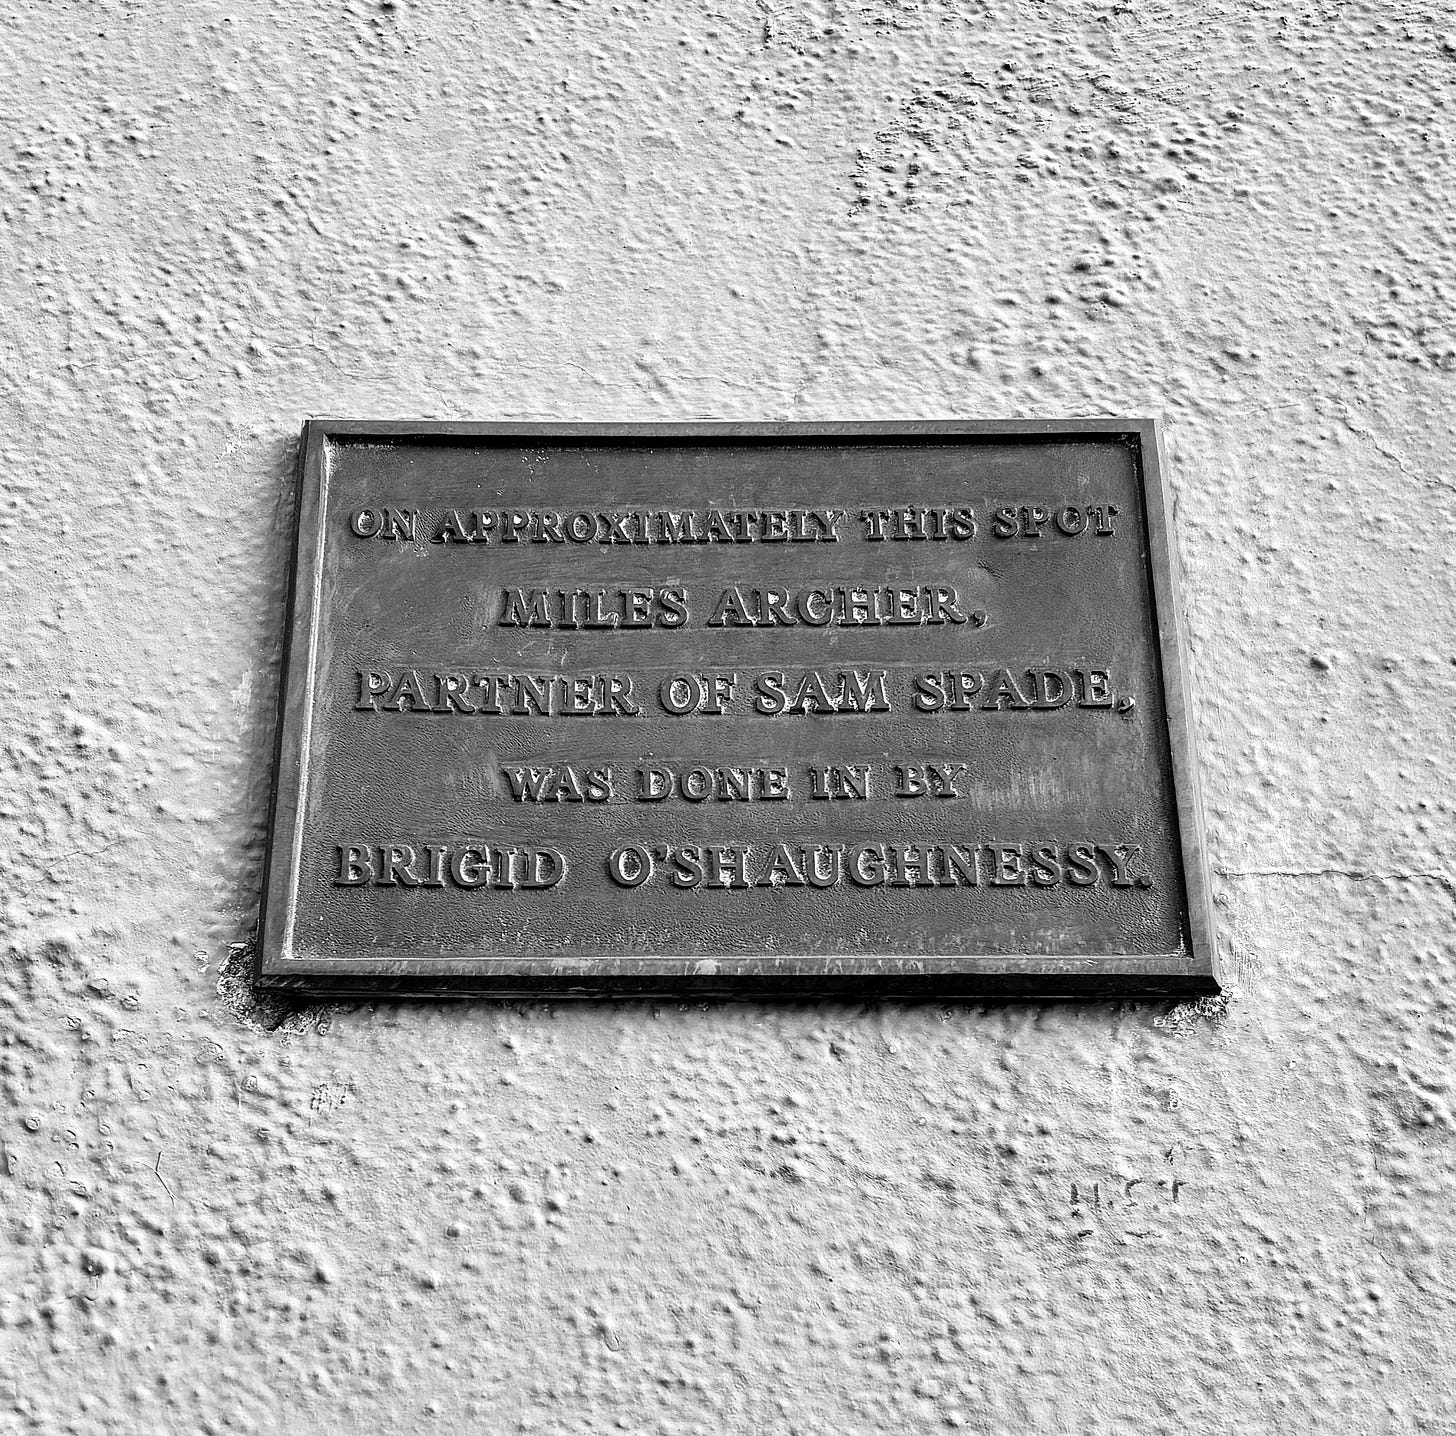 ON APPROXIMATELY THIS SPOT
MILES ARCHER,
PARTNER OF SAM SPADE,
WAS DONE IN BY
BRIGID O'SHAUGHNESSY.